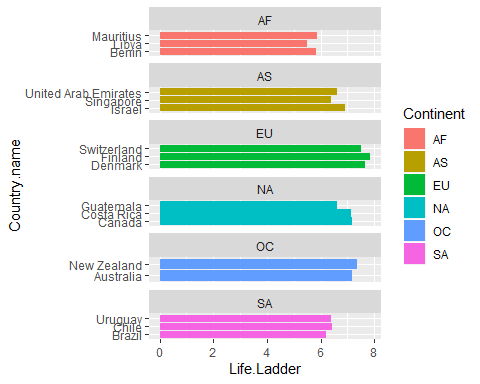 AF
Mauritius
Libya
Benin
AS
United Arab Emirates
Singapore
Israel
EU
Switzerland
Finland
Denmark
NA
Guatemala
Costa Rica
Canada
OC
New Zealand
Australia
SA
Uruguay
Chile
Brazil
0 2 4 6 8
Life.Ladder
Country.name
Continent
AF
AS
EU
NA
OC
SA